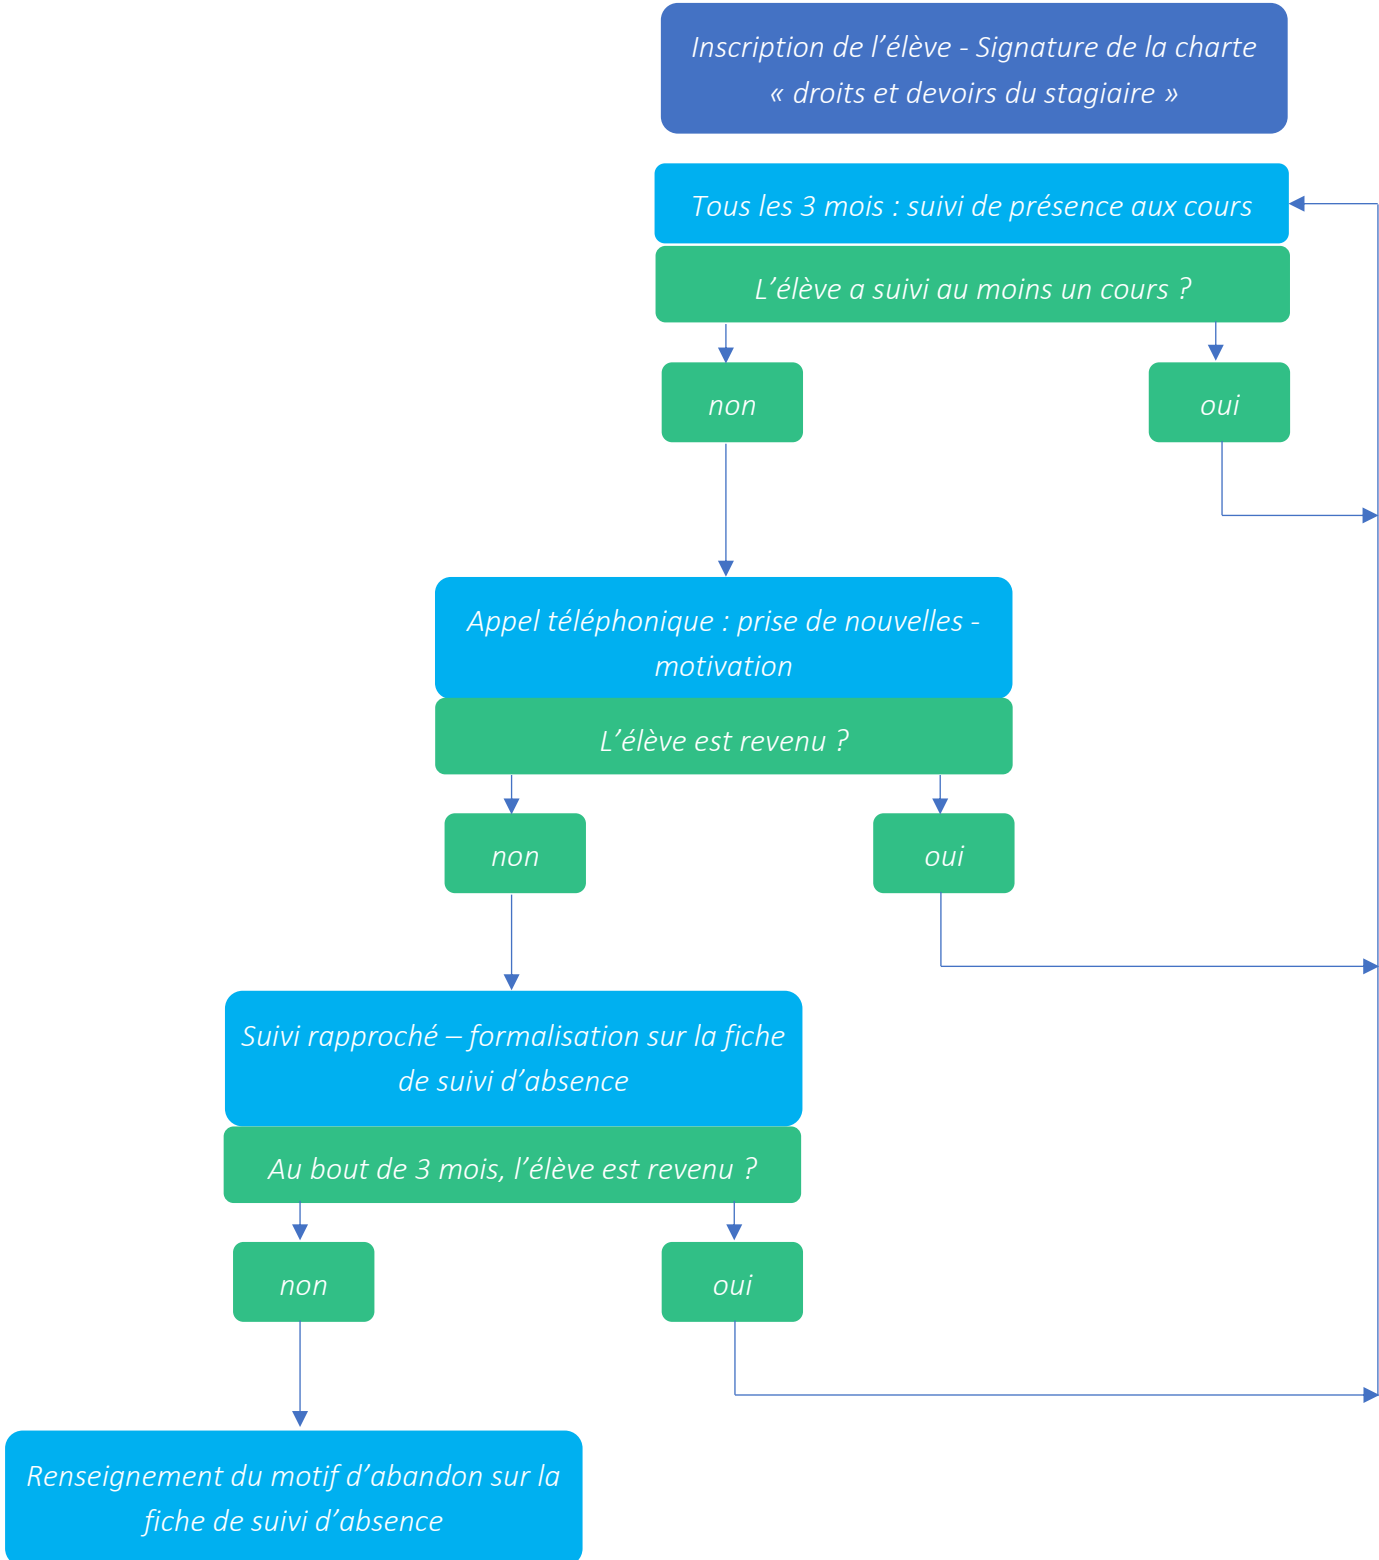 Inscription de l’élève - Signature de la charte
« droits et devoirs du stagiaire »
Tous les 3 mois : suivi de présence aux cours
L’élève a suivi au moins un cours ?
non
oui
Appel téléphonique : prise de nouvelles -
motivation
L’élève est revenu ?
non
oui
Suivi rapproché – formalisation sur la fiche
de suivi d’absence
Au bout de 3 mois, l’élève est revenu ?
non
oui
Renseignement du motif d’abandon sur la
fiche de suivi d’absence